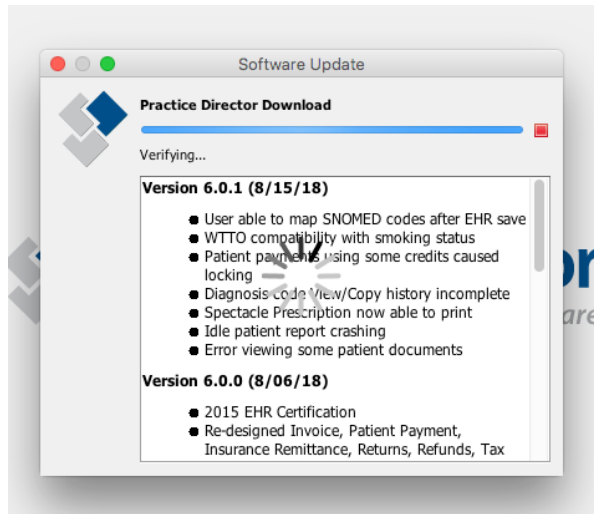 Software Update
Practice Director Download
Verifying...
Version 6.0.1 (8/15/18)
● User able to map SNOMED codes after EHR save
● WTTO compatibility with smoking status
● Patient payments using some credits caused
locking
● Diagnosis code View/Copy history incomplete
● Spectacle Prescription now able to print
● Idle patient report crashing
● Error viewing some patient documents
Version 6.0.0 (8/06/18)
● 2015 EHR Certification
● Re-designed Invoice, Patient Payment,
Insurance Remittance, Returns, Refunds, Tax
or
are